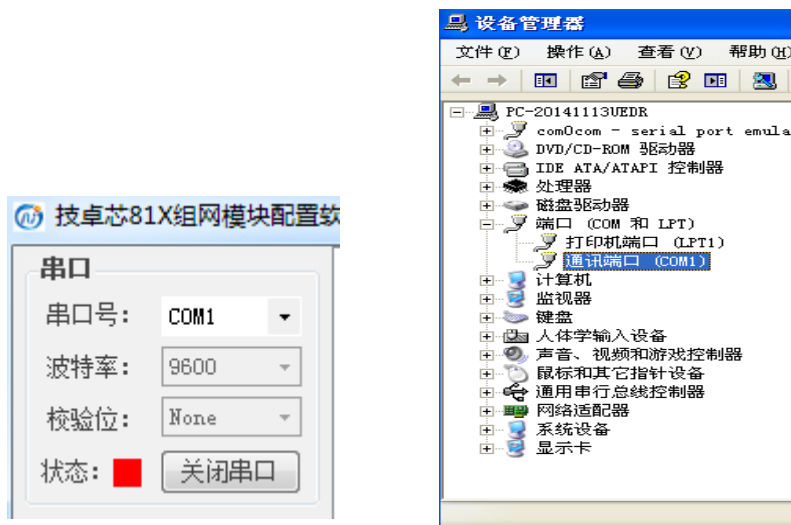 技卓芯81X组网模块配置软
串口
串口号: COM1
波特率: 9600
校验位: None
状态: 关闭串口
设备管理器
文件(F) 操作(A) 查看(V) 帮助(H)
PC-20141113UEDR
com0com - serial port emula
DVD/CD-ROM 驱动器
IDE ATA/ATAPI 控制器
处理器
磁盘驱动器
端口 (COM 和 LPT)
打印机端口 (LPT1)
通讯端口 (COM1)
计算机
监视器
键盘
人体学输入设备
声音、视频和游戏控制器
鼠标和其它指针设备
通用串行总线控制器
网络适配器
系统设备
显示卡